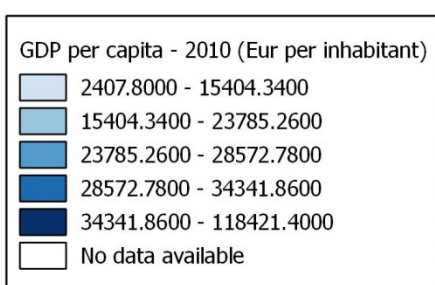 GDP per capita - 2010 (Eur per inhabitant)
2407.8000 - 15404.3400
15404.3400 - 23785.2600
23785.2600 - 28572.7800
28572.7800 - 34341.8600
34341.8600 - 118421.4000
No data available